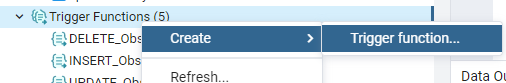 Trigger Functions (5)
DELETE_Obs
Create
Trigger function...
INSERT_Obs
Refresh...
UPDATE_Obs
Data Ou